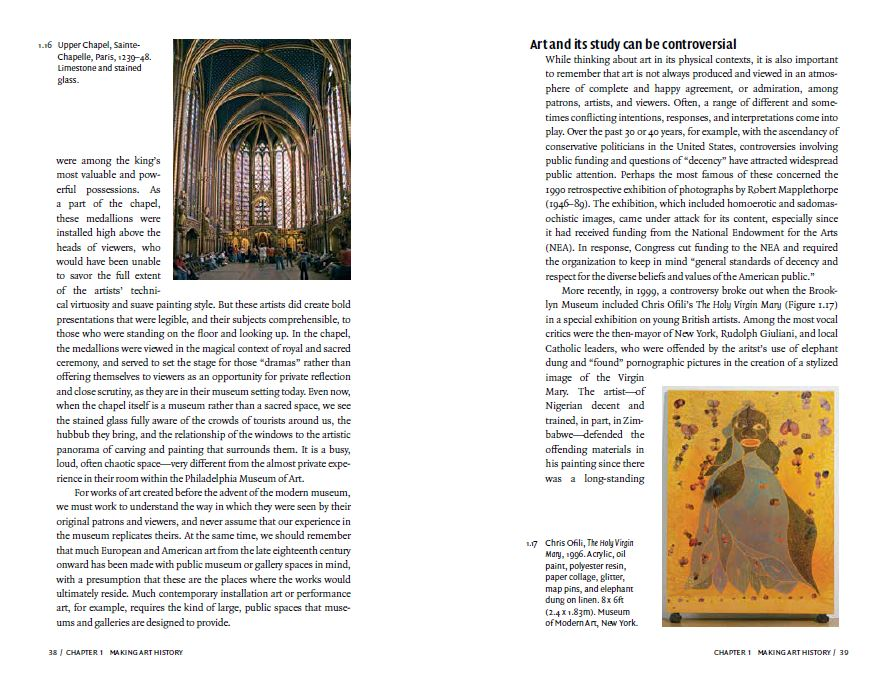 1.16 Upper Chapel, Sainte-
Chapelle, Paris, 1239–48.
Limestone and stained
glass.
were among the king's
most valuable and pow-
erful possessions. As
a part of the chapel,
these medallions were
installed high above the
heads of viewers, who
would have been unable
to savor the full extent
of the artists' techni-
cal virtuosity and suave painting style. But these artists did create bold
presentations that were legible, and their subjects comprehensible, to
those who were standing on the floor and looking up. In the chapel,
the medallions were viewed in the magical context of royal and sacred
ceremony, and served to set the stage for those “dramas” rather than
offering themselves to viewers as an opportunity for private reflection
and close scrutiny, as they are in their museum setting today. Even now,
when the chapel itself is a museum rather than a sacred space, we see
the stained glass fully aware of the crowds of tourists around us, the
hubbub they bring, and the relationship of the windows to the artistic
panorama of carving and painting that surrounds them. It is a busy,
loud, often chaotic space—very different from the almost private expe-
rience in their room within the Philadelphia Museum of Art.
For works of art created before the advent of the modern museum,
we must work to understand the way in which they were seen by their
original patrons and viewers, and never assume that our experience in
the museum replicates theirs. At the same time, we should remember
that much European and American art from the late eighteenth century
onward has been made with public museum or gallery spaces in mind,
with a presumption that these are the places where the works would
ultimately reside. Much contemporary installation art or performance
art, for example, requires the kind of large, public spaces that muse-
ums and galleries are designed to provide.
38 / CHAPTER 1 MAKING ART HISTORY
Art and its study can be controversial
While thinking about art in its physical contexts, it is also important
to remember that art is not always produced and viewed in an atmos-
phere of complete and happy agreement, or admiration, among
patrons, artists, and viewers. Often, a range of different and some-
times conflicting intentions, responses, and interpretations come into
play. Over the past 30 or 40 years, for example, with the ascendancy of
conservative politicians in the United States, controversies involving
public funding and questions of “decency” have attracted widespread
public attention. Perhaps the most famous of these concerned the
1990 retrospective exhibition of photographs by Robert Mapplethorpe
(1946–89). The exhibition, which included homoerotic and sadomas-
ochistic images, came under attack for its content, especially since
it had received funding from the National Endowment for the Arts
(NEA). In response, Congress cut funding to the NEA and required
the organization to keep in mind “general standards of decency and
respect for the diverse beliefs and values of the American public.”
More recently, in 1999, a controversy broke out when the Brook-
lyn Museum included Chris Ofili's The Holy Virgin Mary (Figure 1.17)
in a special exhibition on young British artists. Among the most vocal
critics were the then-mayor of New York, Rudolph Giuliani, and local
Catholic leaders, who were offended by the aritst's use of elephant
dung and “found” pornographic pictures in the creation of a stylized
image of the Virgin
Mary. The artist—of
Nigerian decent and
trained, in part, in Zim-
babwe—defended the
offending materials in
his painting since there
was a long-standing
1.17 Chris Ofili, The Holy Virgin
Mary, 1996. Acrylic, oil
paint, polyester resin,
paper collage, glitter,
map pins, and elephant
dung on linen. 8 x 6ft
(2.4 x 1.83m). Museum
of Modern Art, New York.
CHAPTER 1 MAKING ART HISTORY / 39